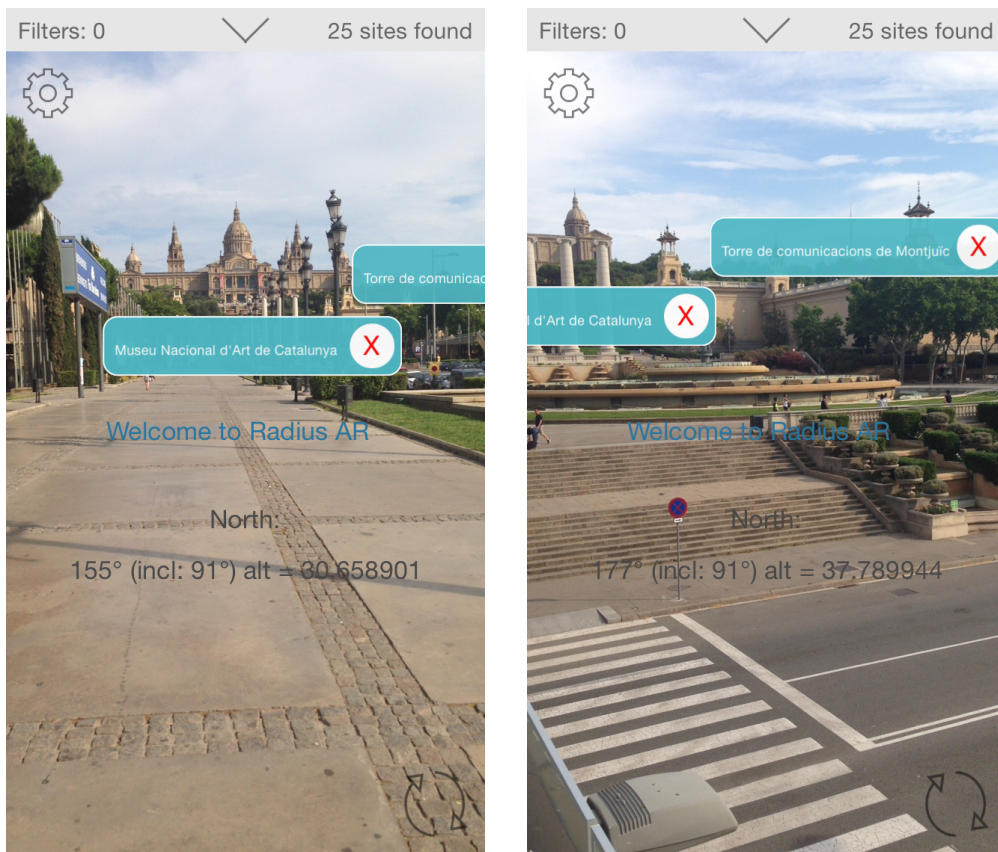 Filters: 0
25 sites found
Torre de comunicac
Museu Nacional d'Art de Catalunya
X
Welcome to Radius AR
North:
155° (incl: 91°) alt = 30.658901
Filters: 0
25 sites found
Torre de comunicacions de Montjuïc
X
l d'Art de Catalunya
X
Welcome to Radius AR
North:
177° (incl: 91°) alt = 37.789944